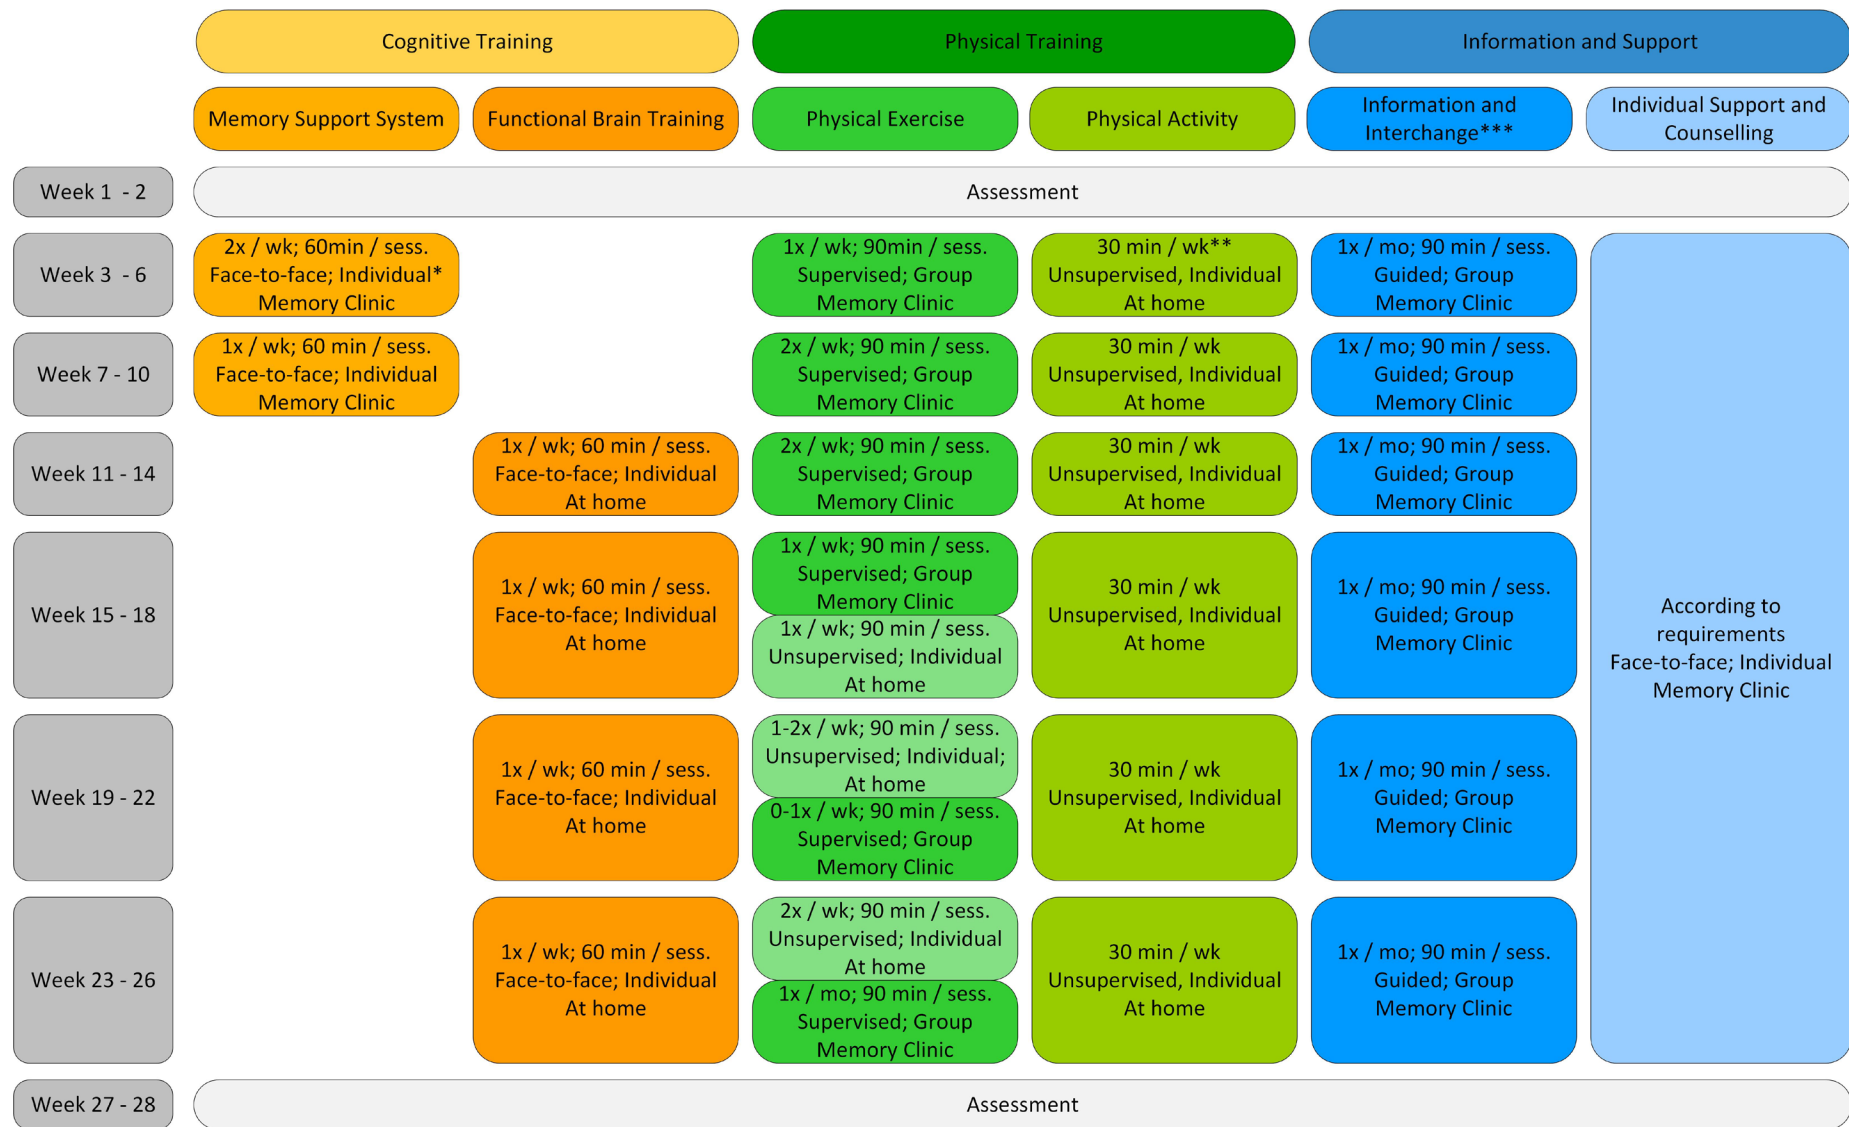 Cognitive Training
Physical Training
Information and Support
Memory Support System
Functional Brain Training
Physical Exercise
Physical Activity
Information and
Interchange***
Individual Support and
Counselling
Week 1 - 2
Assessment
Week 3 - 6
2x / wk; 60min / sess.
Face-to-face; Individual*
Memory Clinic
1x / wk; 90min / sess.
Supervised; Group
Memory Clinic
30 min / wk**
Unsupervised, Individual
At home
1x / mo; 90 min / sess.
Guided; Group
Memory Clinic
According to
requirements
Face-to-face; Individual
Memory Clinic
Week 7 - 10
1x / wk; 60 min / sess.
Face-to-face; Individual
Memory Clinic
2x / wk; 90 min / sess.
Supervised; Group
Memory Clinic
30 min / wk
Unsupervised, Individual
At home
1x / mo; 90 min / sess.
Guided; Group
Memory Clinic
Week 11 - 14
1x / wk; 60 min / sess.
Face-to-face; Individual
At home
2x / wk; 90 min / sess.
Supervised; Group
Memory Clinic
30 min / wk
Unsupervised, Individual
At home
1x / mo; 90 min / sess.
Guided; Group
Memory Clinic
Week 15 - 18
1x / wk; 60 min / sess.
Face-to-face; Individual
At home
1x / wk; 90 min / sess.
Supervised; Group
Memory Clinic
1x / wk; 90 min / sess.
Unsupervised; Individual
At home
30 min / wk
Unsupervised, Individual
At home
1x / mo; 90 min / sess.
Guided; Group
Memory Clinic
Week 19 - 22
1x / wk; 60 min / sess.
Face-to-face; Individual
At home
1-2x / wk; 90 min / sess.
Unsupervised; Individual;
At home
0-1x / wk; 90 min / sess.
Supervised; Group
Memory Clinic
30 min / wk
Unsupervised, Individual
At home
1x / mo; 90 min / sess.
Guided; Group
Memory Clinic
Week 23 - 26
1x / wk; 60 min / sess.
Face-to-face; Individual
At home
2x / wk; 90 min / sess.
Unsupervised; Individual
At home
1x / mo; 90 min / sess.
Supervised; Group
Memory Clinic
30 min / wk
Unsupervised, Individual
At home
1x / mo; 90 min / sess.
Guided; Group
Memory Clinic
Week 27 - 28
Assessment